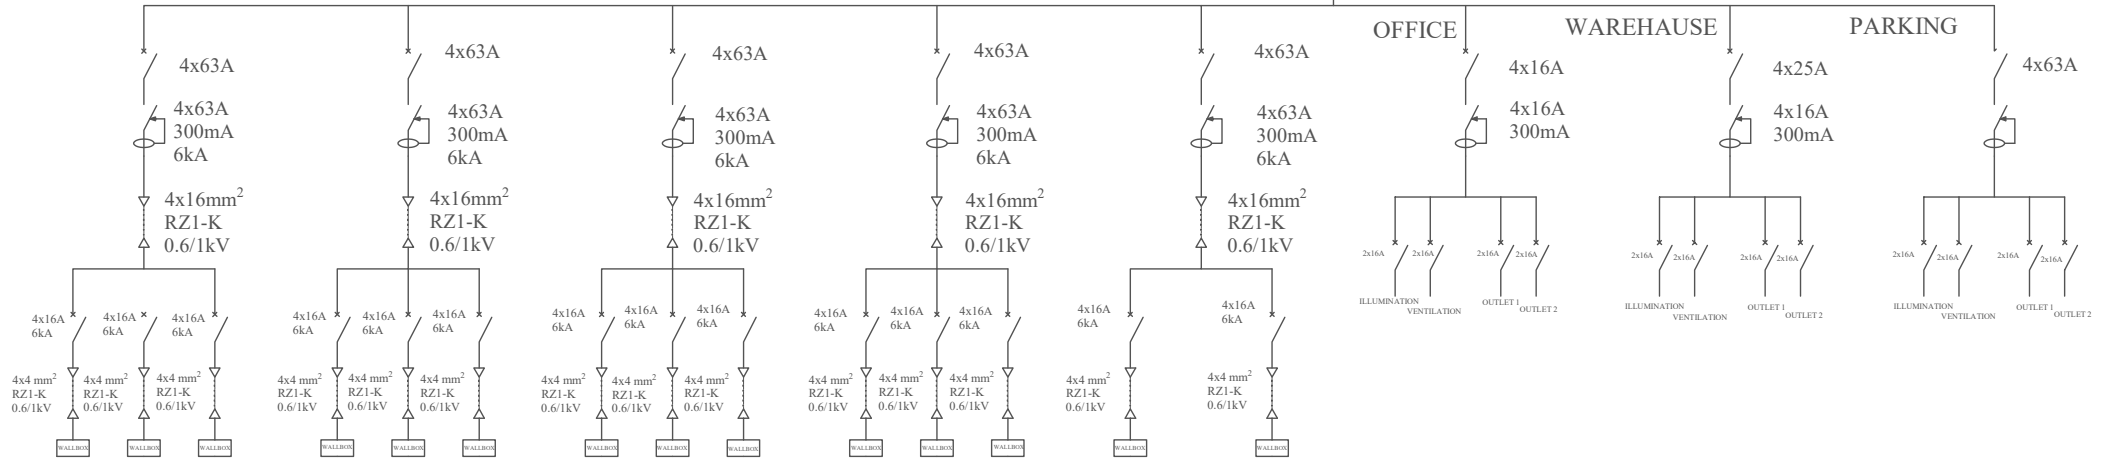 OFFICE
WAREHAUSE
PARKING
4x63A
4x63A
4x63A
4x63A
4x63A
4x16A
4x25A
4x63A
4x63A
300mA
6kA
4x63A
300mA
6kA
4x63A
300mA
6kA
4x63A
300mA
6kA
4x63A
300mA
6kA
4x16A
300mA
4x16A
300mA
4x16mm²
RZ1-K
0.6/1kV
4x16mm²
RZ1-K
0.6/1kV
4x16mm²
RZ1-K
0.6/1kV
4x16mm²
RZ1-K
0.6/1kV
4x16mm²
RZ1-K
0.6/1kV
2x16A
2x16A
2x16A
2x16A
ILLUMINATION
VENTILATION
OUTLET 1
OUTLET 2
2x16A
2x16A
2x16A
2x16A
ILLUMINATION
VENTILATION
OUTLET 1
OUTLET 2
2x16A
2x16A
2x16A
2x16A
ILLUMINATION
VENTILATION
OUTLET 1
OUTLET 2
4x16A
6kA
4x16A
6kA
4x16A
6kA
4x16A
6kA
4x16A
6kA
4x16A
6kA
4x16A
6kA
4x16A
6kA
4x16A
6kA
4x16A
6kA
4x16A
6kA
4x16A
6kA
4x16A
6kA
4x16A
6kA
4x4 mm²
RZ1-K
0.6/1kV
4x4 mm²
RZ1-K
0.6/1kV
4x4 mm²
RZ1-K
0.6/1kV
4x4 mm²
RZ1-K
0.6/1kV
4x4 mm²
RZ1-K
0.6/1kV
4x4 mm²
RZ1-K
0.6/1kV
4x4 mm²
RZ1-K
0.6/1kV
4x4 mm²
RZ1-K
0.6/1kV
4x4 mm²
RZ1-K
0.6/1kV
4x4 mm²
RZ1-K
0.6/1kV
4x4 mm²
RZ1-K
0.6/1kV
4x4 mm²
RZ1-K
0.6/1kV
4x4 mm²
RZ1-K
0.6/1kV
4x4 mm²
RZ1-K
0.6/1kV
WALLBOX
WALLBOX
WALLBOX
WALLBOX
WALLBOX
WALLBOX
WALLBOX
WALLBOX
WALLBOX
WALLBOX
WALLBOX
WALLBOX
WALLBOX
WALLBOX